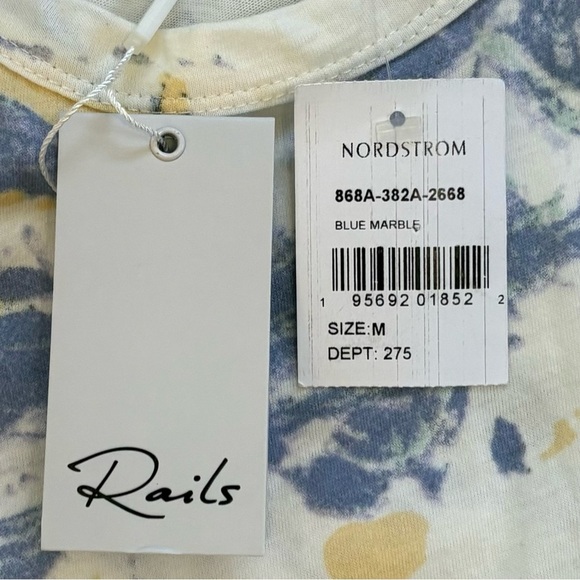 Rails
NORDSTROM
868A-382A-2668
BLUE MARBLE
1 95692 01852 2
SIZE:M
DEPT: 275